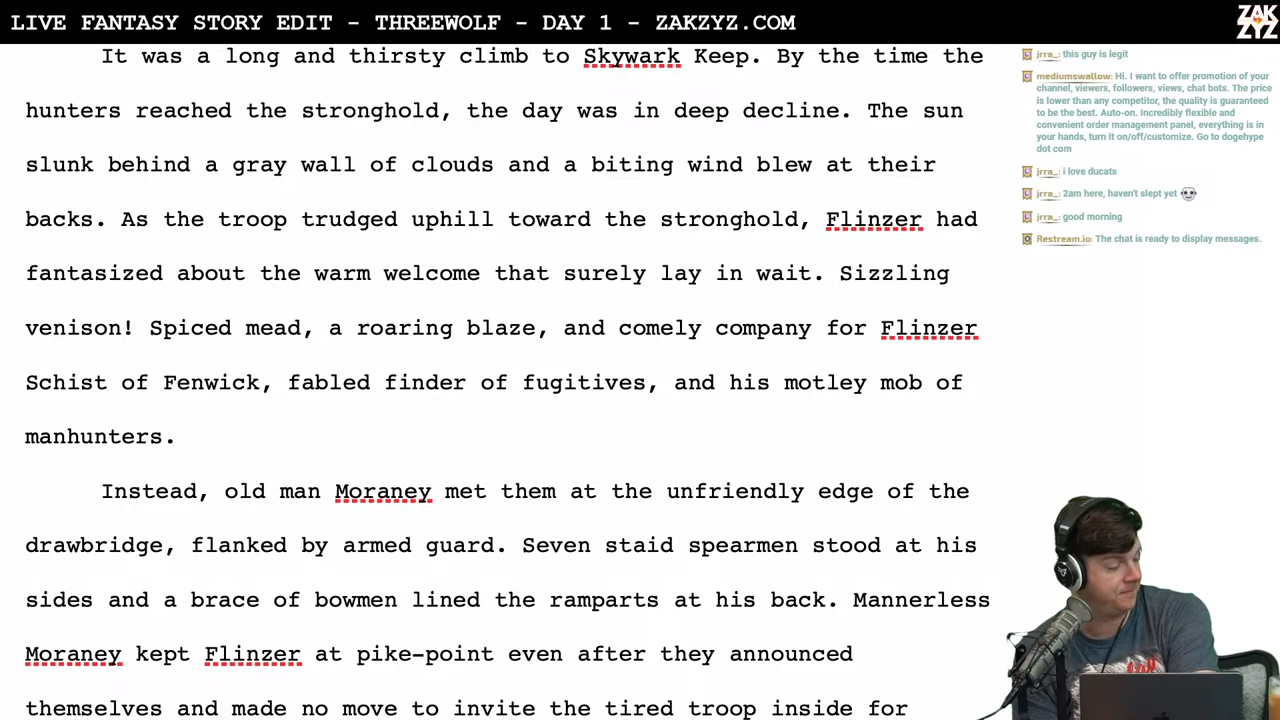 LIVE FANTASY STORY EDIT - THREEWOLF - DAY 1 - ZAKZYZ.COM
ZAK
ZYZ
It was a long and thirsty climb to Skywark Keep. By the time the
hunters reached the stronghold, the day was in deep decline. The sun
slunk behind a gray wall of clouds and a biting wind blew at their
backs. As the troop trudged uphill toward the stronghold, Flinzer had
fantasized about the warm welcome that surely lay in wait. Sizzling
venison! Spiced mead, a roaring blaze, and comely company for Flinzer
Schist of Fenwick, fabled finder of fugitives, and his motley mob of
manhunters.
Instead, old man Moraney met them at the unfriendly edge of the
drawbridge, flanked by armed guard. Seven staid spearmen stood at his
sides and a brace of bowmen lined the ramparts at his back. Mannerless
Moraney kept Flinzer at pike-point even after they announced
themselves and made no move to invite the tired troop inside for
jrra_: this guy is legit
mediumswallow: Hi. I want to offer promotion of your
channel, viewers, followers, views, chat bots. The price
is lower than any competitor, the quality is guaranteed
to be the best. Auto-on. Incredibly flexible and
convenient order management panel, everything is in
your hands, turn it on/off/customize. Go to dogehype
dot com
jrra_: i love ducats
jrra_: 2am here, haven't slept yet
jrra_: good morning
Restream.io: The chat is ready to display messages.